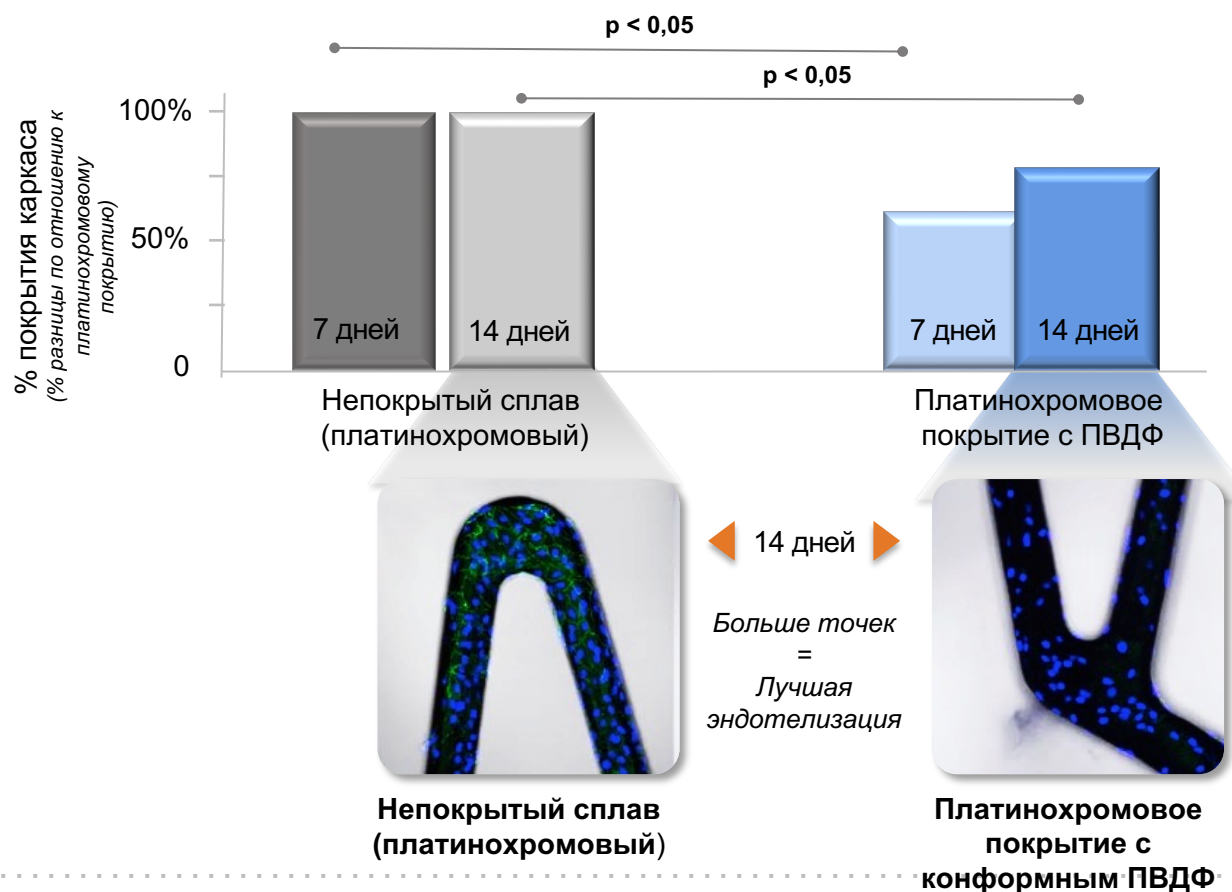 p < 0,05
p < 0,05
% покрытия каркаса
(% разницы по отношению к
платинохромовому
покрытию)
100%
50%
0
7 дней
14 дней
7 дней
14 дней
Непокрытый сплав
(платинохромовый)
Платинохромовое
покрытие с ПВДФ
14 дней
Больше точек
=
Лучшая
эндотелизация
Непокрытый сплав
(платинохромовый)
Платинохромовое
покрытие с
конформным ПВДФ